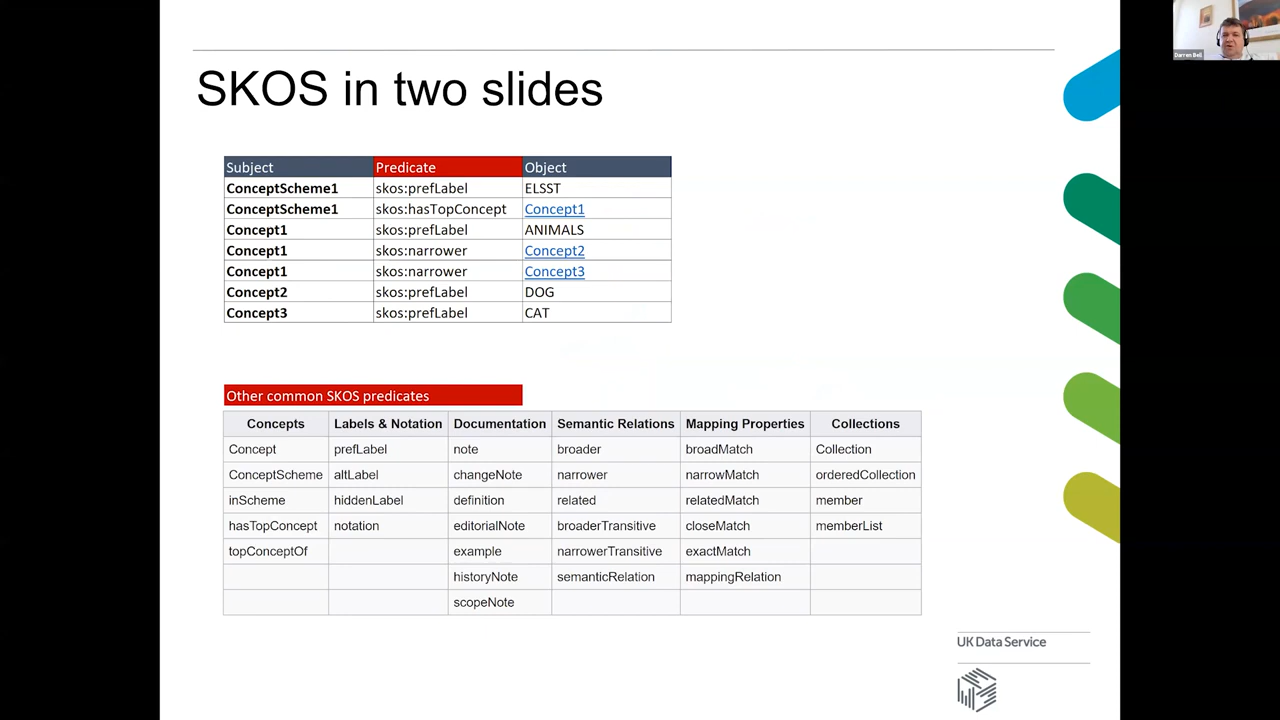 Darren Bell
SKOS in two slides
Subject Predicate Object
ConceptScheme1 skos:prefLabel ELSST
ConceptScheme1 skos:hasTopConcept Concept1
Concept1 skos:prefLabel ANIMALS
Concept1 skos:narrower Concept2
Concept1 skos:narrower Concept3
Concept2 skos:prefLabel DOG
Concept3 skos:prefLabel CAT
Other common SKOS predicates
Concepts Labels & Notation Documentation Semantic Relations Mapping Properties Collections
Concept prefLabel note broader broadMatch Collection
ConceptScheme altLabel changeNote narrower narrowMatch orderedCollection
inScheme hiddenLabel definition related relatedMatch member
hasTopConcept notation editorialNote broaderTransitive closeMatch memberList
topConceptOf example narrowerTransitive exactMatch
historyNote semanticRelation mappingRelation
scopeNote
UK Data Service